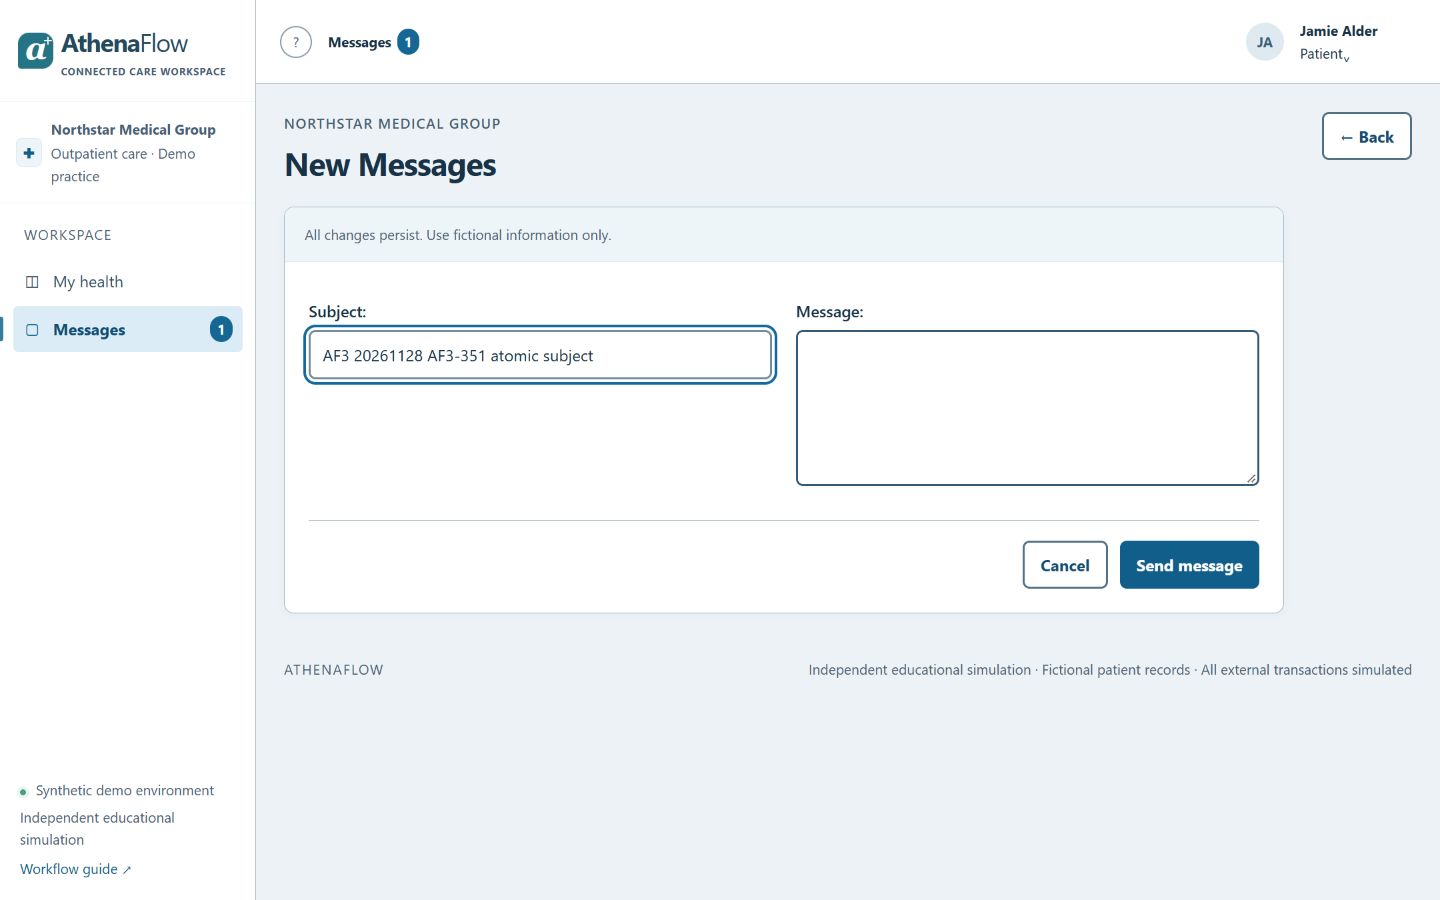 AthenaFlow
CONNECTED CARE WORKSPACE
Northstar Medical Group
Outpatient care · Demo
practice
WORKSPACE
My health
Messages 1
Synthetic demo environment
Independent educational
simulation
Workflow guide ↗
? Messages 1
JA Jamie Alder
Patient
NORTHSTAR MEDICAL GROUP
New Messages
← Back
All changes persist. Use fictional information only.
Subject:
AF3 20261128 AF3-351 atomic subject
Message:
Cancel
Send message
ATHENAFLOW
Independent educational simulation · Fictional patient records · All external transactions simulated